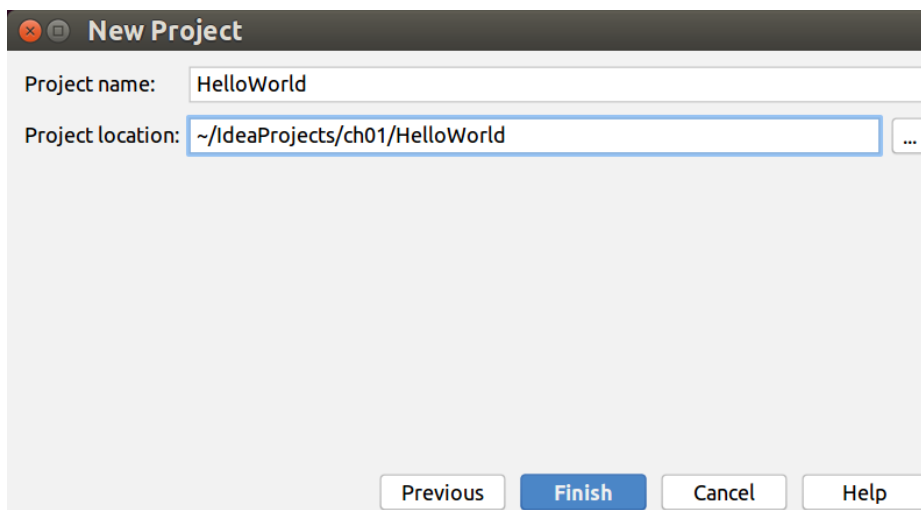 New Project
Project name: HelloWorld
Project location: ~/IdeaProjects/ch01/HelloWorld ...
Previous Finish Cancel Help